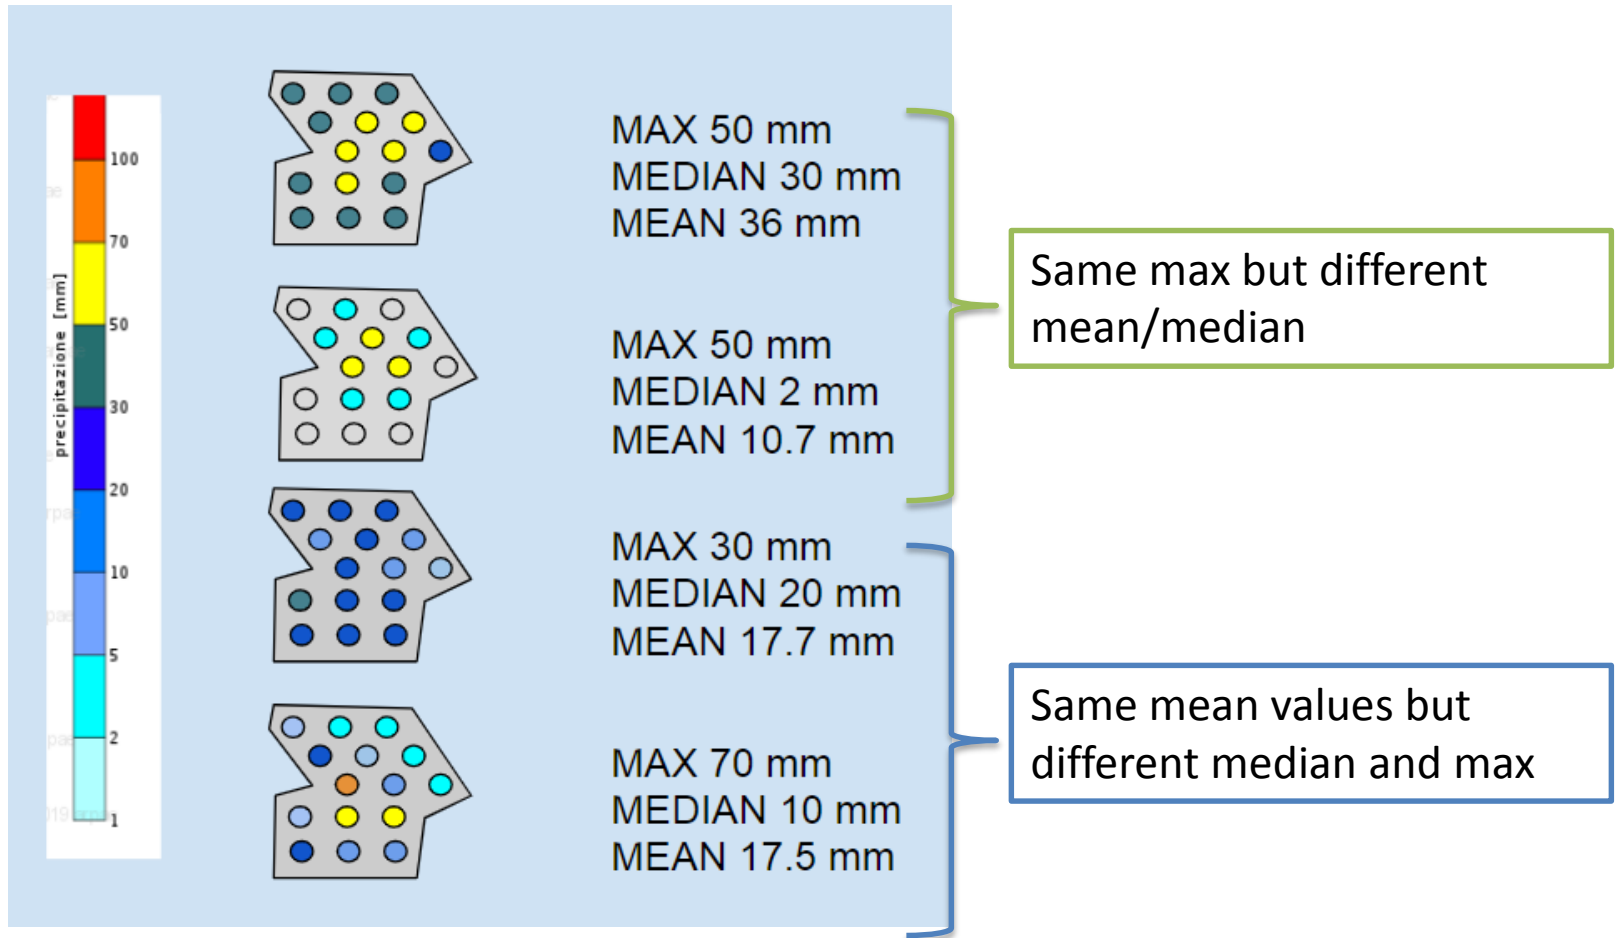 100
70
50
30
20
10
5
2
1
precipitazione [mm]
MAX 50 mm
MEDIAN 30 mm
MEAN 36 mm
MAX 50 mm
MEDIAN 2 mm
MEAN 10.7 mm
MAX 30 mm
MEDIAN 20 mm
MEAN 17.7 mm
MAX 70 mm
MEDIAN 10 mm
MEAN 17.5 mm
Same max but different
mean/median
Same mean values but
different median and max